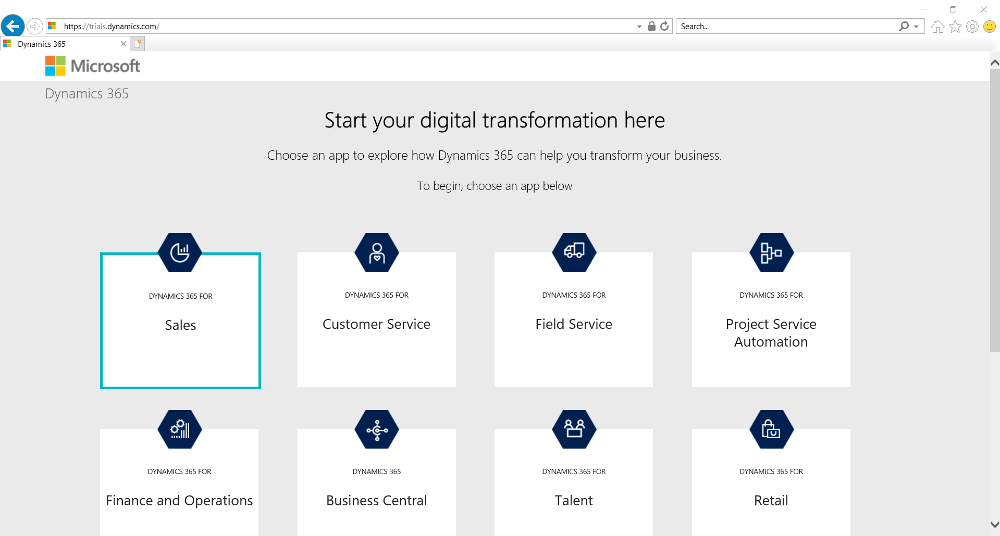 https://trials.dynamics.com/
Search...
Dynamics 365
Microsoft
Dynamics 365
Start your digital transformation here
Choose an app to explore how Dynamics 365 can help you transform your business.
To begin, choose an app below
DYNAMICS 365 FOR
Sales
DYNAMICS 365 FOR
Customer Service
DYNAMICS 365 FOR
Field Service
DYNAMICS 365 FOR
Project Service
Automation
DYNAMICS 365 FOR
Finance and Operations
DYNAMICS 365
Business Central
DYNAMICS 365 FOR
Talent
DYNAMICS 365 FOR
Retail